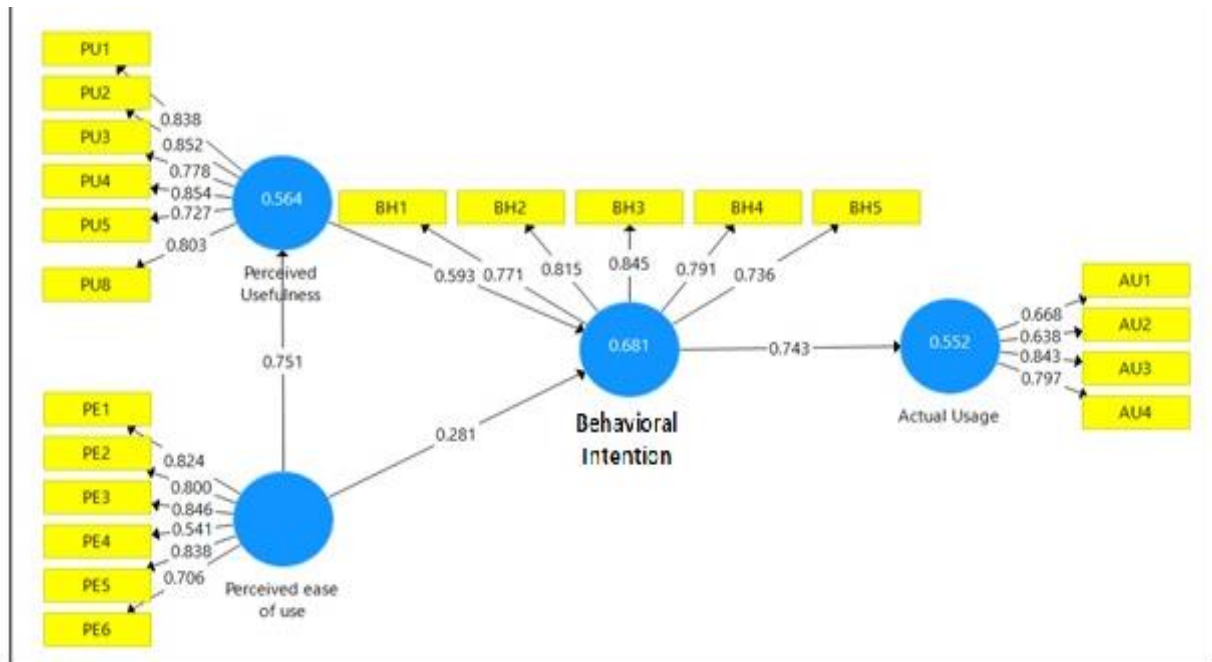 PU1
PU2
PU3
PU4
PU5
PU8
0.838
0.852
0.778
0.854
0.727
0.803
0.564
Perceived
Usefulness
BH1
BH2
BH3
BH4
BH5
0.593
0.771
0.815
0.845
0.791
0.736
0.681
Behavioral
Intention
0.751
0.281
0.743
0.552
Actual Usage
AU1
AU2
AU3
AU4
0.668
0.638
0.843
0.797
PE1
PE2
PE3
PE4
PE5
PE6
0.824
0.800
0.846
0.541
0.838
0.706
Perceived ease
of use